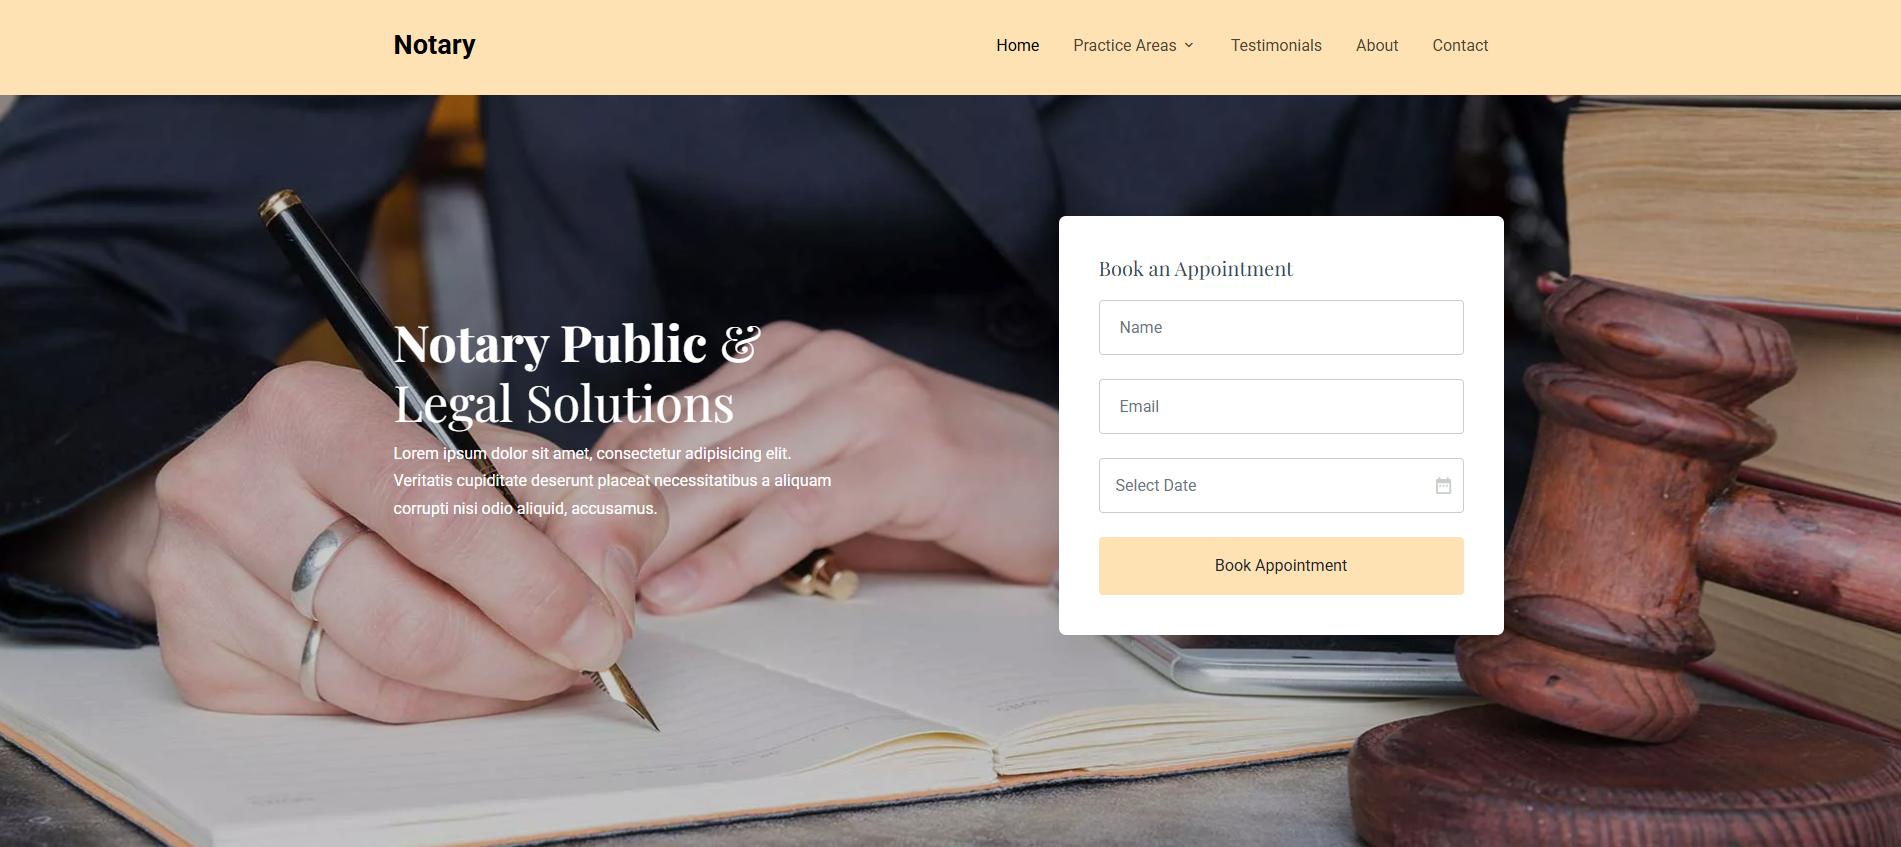 Notary
Home Practice Areas Testimonials About Contact
Notary Public &
Legal Solutions
Lorem ipsum dolor sit amet, consectetur adipisicing elit.
Veritatis cupiditate deserunt placeat necessitatibus a aliquam
corrupti nisi odio aliquid, accusamus.
Book an Appointment
Name
Email
Select Date
Book Appointment